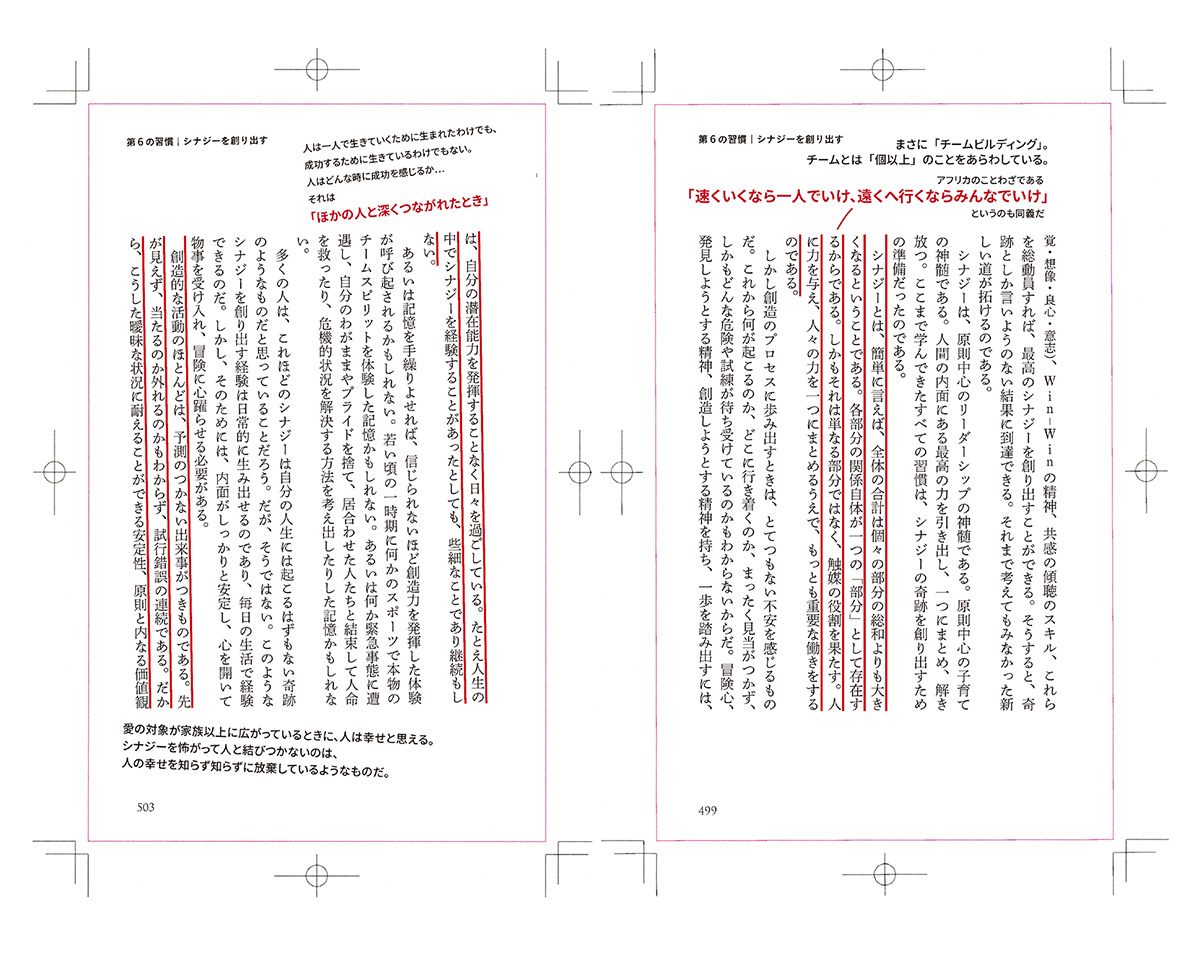 第6の習慣｜シナジーを創り出す
まさに「チームビルディング」。
チームとは「個以上」のことをあらわしている。
アフリカのことわざである
「速くいくなら一人でいけ、遠くへ行くならみんなでいけ」
というのも同義だ
覚・想像・良心・意志)、Win-Winの精神、共感の傾聴のスキル、これら
を総動員すれば、最高のシナジーを創り出すことができる。そうすると、奇
跡としか言いようのない結果に到達できる。それまで考えてもみなかった新
しい道が拓けるのである。
シナジーは、原則中心のリーダーシップの神髄である。原則中心の子育て
の神髄である。人間の内面にある最高の力を引き出し、一つにまとめ、解き
放つ。ここまで学んできたすべての習慣は、シナジーの奇跡を創り出すため
の準備だったのである。
シナジーとは、簡単に言えば、全体の合計は個々の部分の総和よりも大き
くなるということである。各部分の関係自体が一つの「部分」として存在す
るからである。しかもそれは単なる部分ではなく、触媒の役割を果たす。人
に力を与え、人々の力を一つにまとめるうえで、もっとも重要な働きをする
のである。
しかし創造のプロセスに歩み出すときは、とてつもない不安を感じるもの
だ。これから何が起こるのか、どこに行き着くのか、まったく見当がつかず、
しかもどんな危険や試練が待ち受けているのかもわからないからだ。冒険心、
発見しようとする精神、創造しようとする精神を持ち、一歩を踏み出すには、
499
第6の習慣｜シナジーを創り出す
人は一人で生きていくために生まれたわけでも、
成功するために生きているわけでもない。
人はどんな時に成功を感じるか…
それは
「ほかの人と深くつながれたとき」
は、自分の潜在能力を発揮することなく日々を過ごしている。たとえ人生の
中でシナジーを経験することがあったとしても、些細なことであり継続もし
ない。
あるいは記憶を手繰りよせれば、信じられないほど創造力を発揮した体験
が呼び起されるかもしれない。若い頃の一時期に何かのスポーツで本物の
チームスピリットを体験した記憶かもしれない。あるいは何か緊急事態に遭
遇し、自分のわがままやプライドを捨て、居合わせた人たちと結束して人命
を救ったり、危機的状況を解決する方法を考え出したりした記憶かもしれな
い。
多くの人は、これほどのシナジーは自分の人生には起こるはずもない奇跡
のようなものだと思っていることだろう。だが、そうではない。このような
シナジーを創り出す経験は日常的に生み出せるのであり、毎日の生活で経験
できるのだ。しかし、そのためには、内面がしっかりと安定し、心を開いて
物事を受け入れ、冒険に心躍らせる必要がある。
創造的な活動のほとんどは、予測のつかない出来事がつきものである。先
が見えず、当たるのか外れるのかもわからず、試行錯誤の連続である。だか
ら、こうした曖昧な状況に耐えることができる安定性、原則と内なる価値観
愛の対象が家族以上に広がっているときに、人は幸せと思える。
シナジーを怖がって人と結びつかないのは、
人の幸せを知らず知らずに放棄しているようなものだ。
503